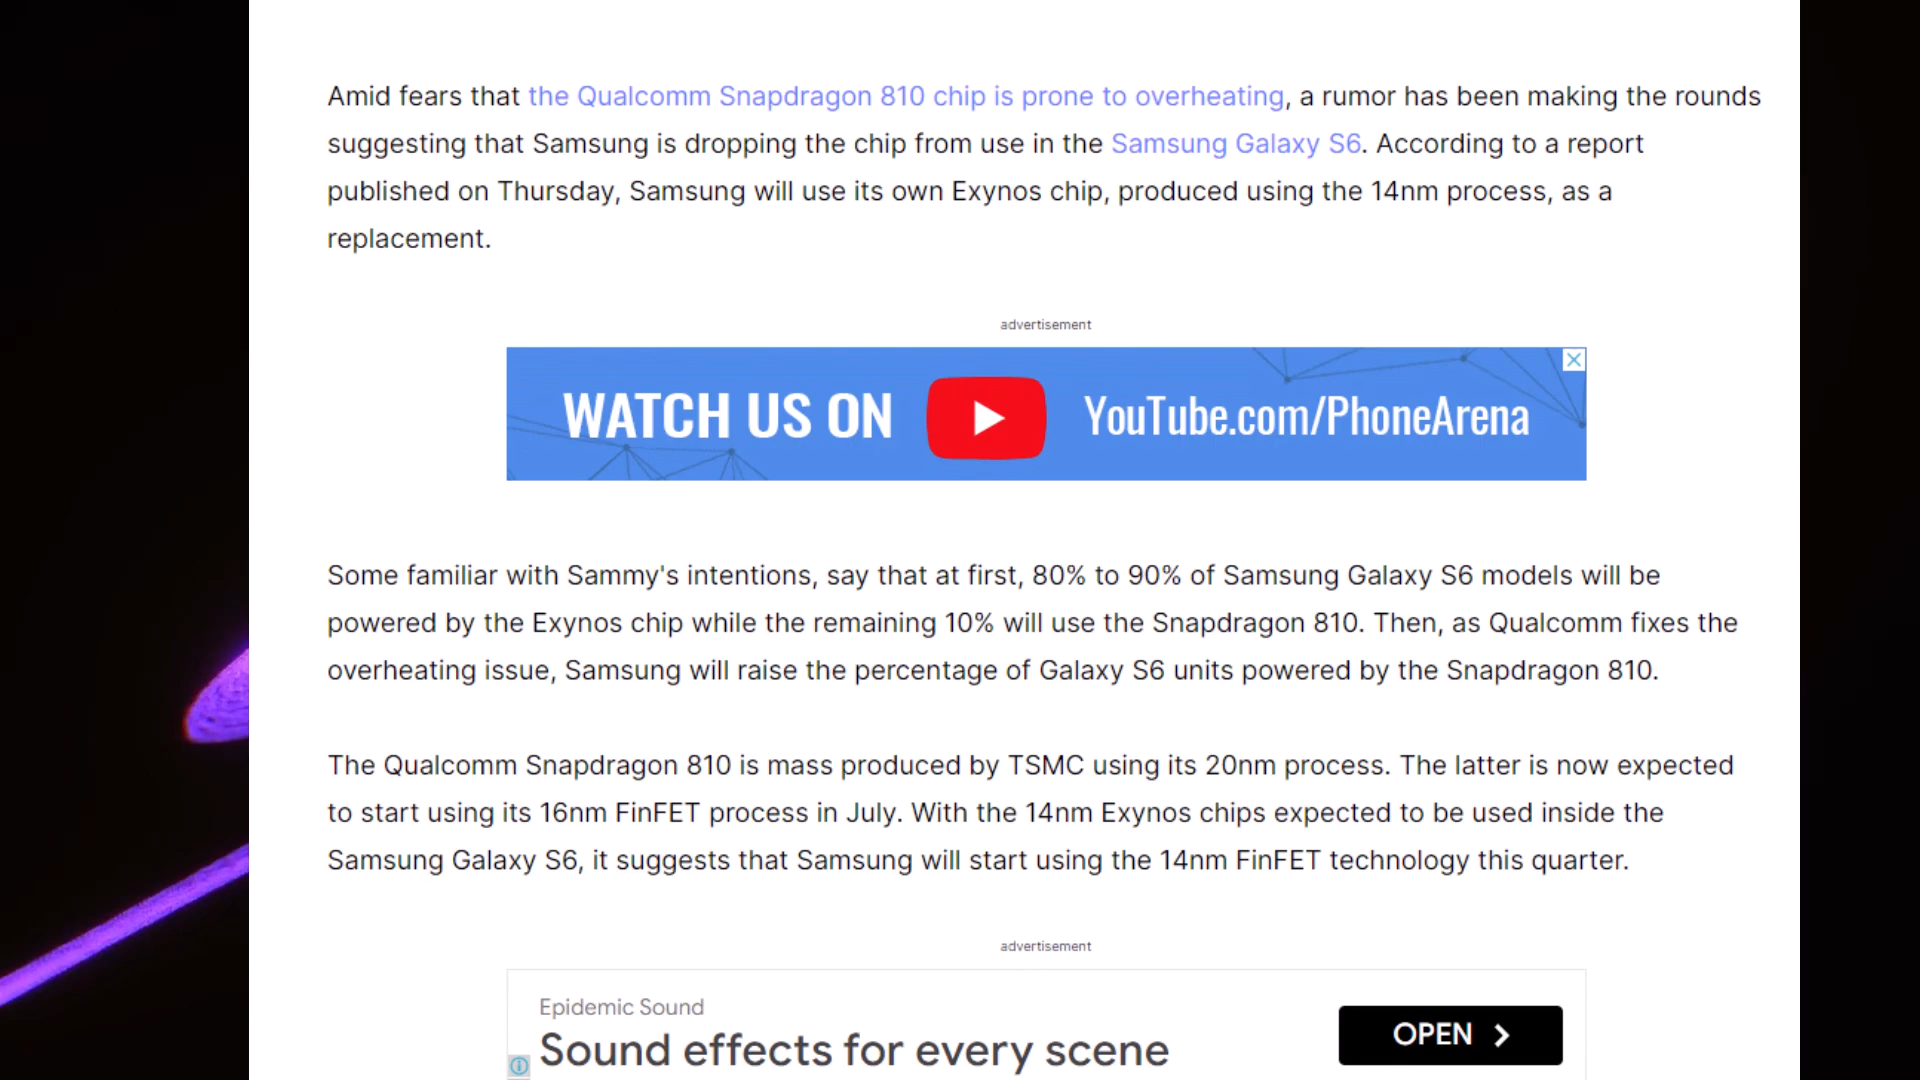 Amid fears that the Qualcomm Snapdragon 810 chip is prone to overheating, a rumor has been making the rounds
suggesting that Samsung is dropping the chip from use in the Samsung Galaxy S6. According to a report
published on Thursday, Samsung will use its own Exynos chip, produced using the 14nm process, as a
replacement.
advertisement
WATCH US ON YouTube.com/PhoneArena
Some familiar with Sammy's intentions, say that at first, 80% to 90% of Samsung Galaxy S6 models will be
powered by the Exynos chip while the remaining 10% will use the Snapdragon 810. Then, as Qualcomm fixes the
overheating issue, Samsung will raise the percentage of Galaxy S6 units powered by the Snapdragon 810.
The Qualcomm Snapdragon 810 is mass produced by TSMC using its 20nm process. The latter is now expected
to start using its 16nm FinFET process in July. With the 14nm Exynos chips expected to be used inside the
Samsung Galaxy S6, it suggests that Samsung will start using the 14nm FinFET technology this quarter.
advertisement
Epidemic Sound
Sound effects for every scene
OPEN